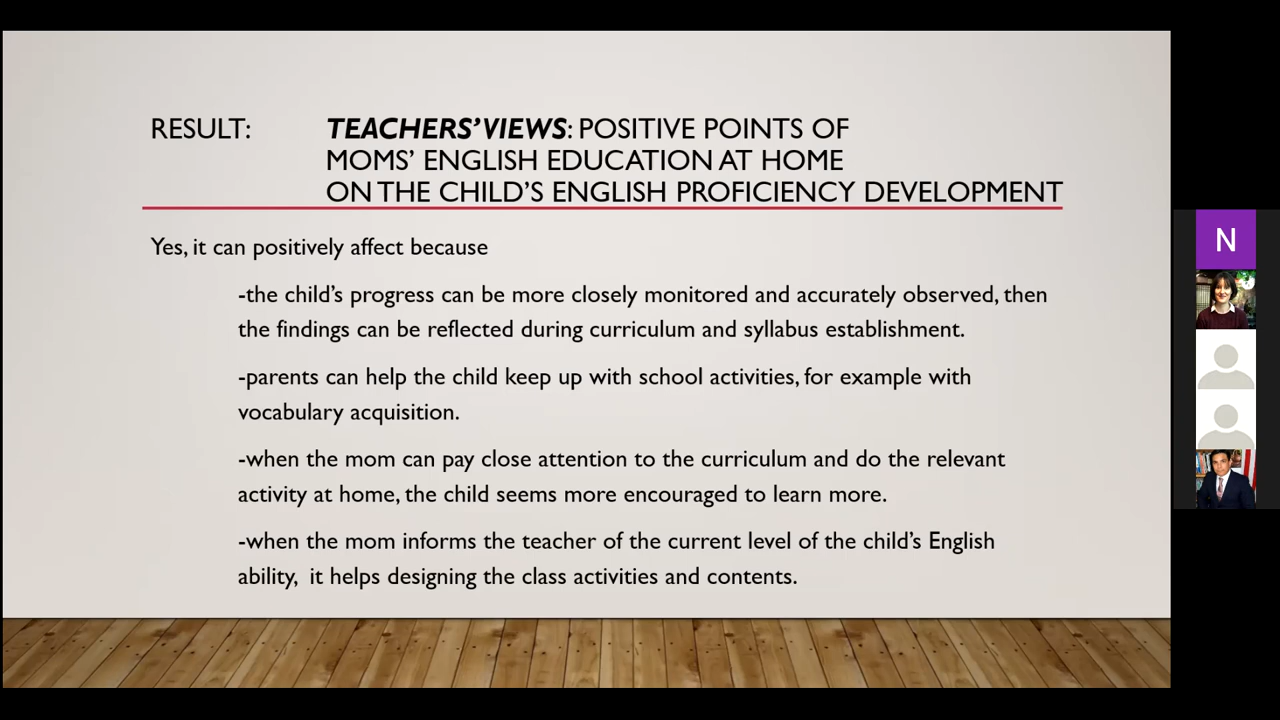 RESULT: TEACHERS' VIEWS: POSITIVE POINTS OF
MOMS' ENGLISH EDUCATION AT HOME
ON THE CHILD'S ENGLISH PROFICIENCY DEVELOPMENT
Yes, it can positively affect because
-the child's progress can be more closely monitored and accurately observed, then
the findings can be reflected during curriculum and syllabus establishment.
-parents can help the child keep up with school activities, for example with
vocabulary acquisition.
-when the mom can pay close attention to the curriculum and do the relevant
activity at home, the child seems more encouraged to learn more.
-when the mom informs the teacher of the current level of the child's English
ability,  it helps designing the class activities and contents.
N